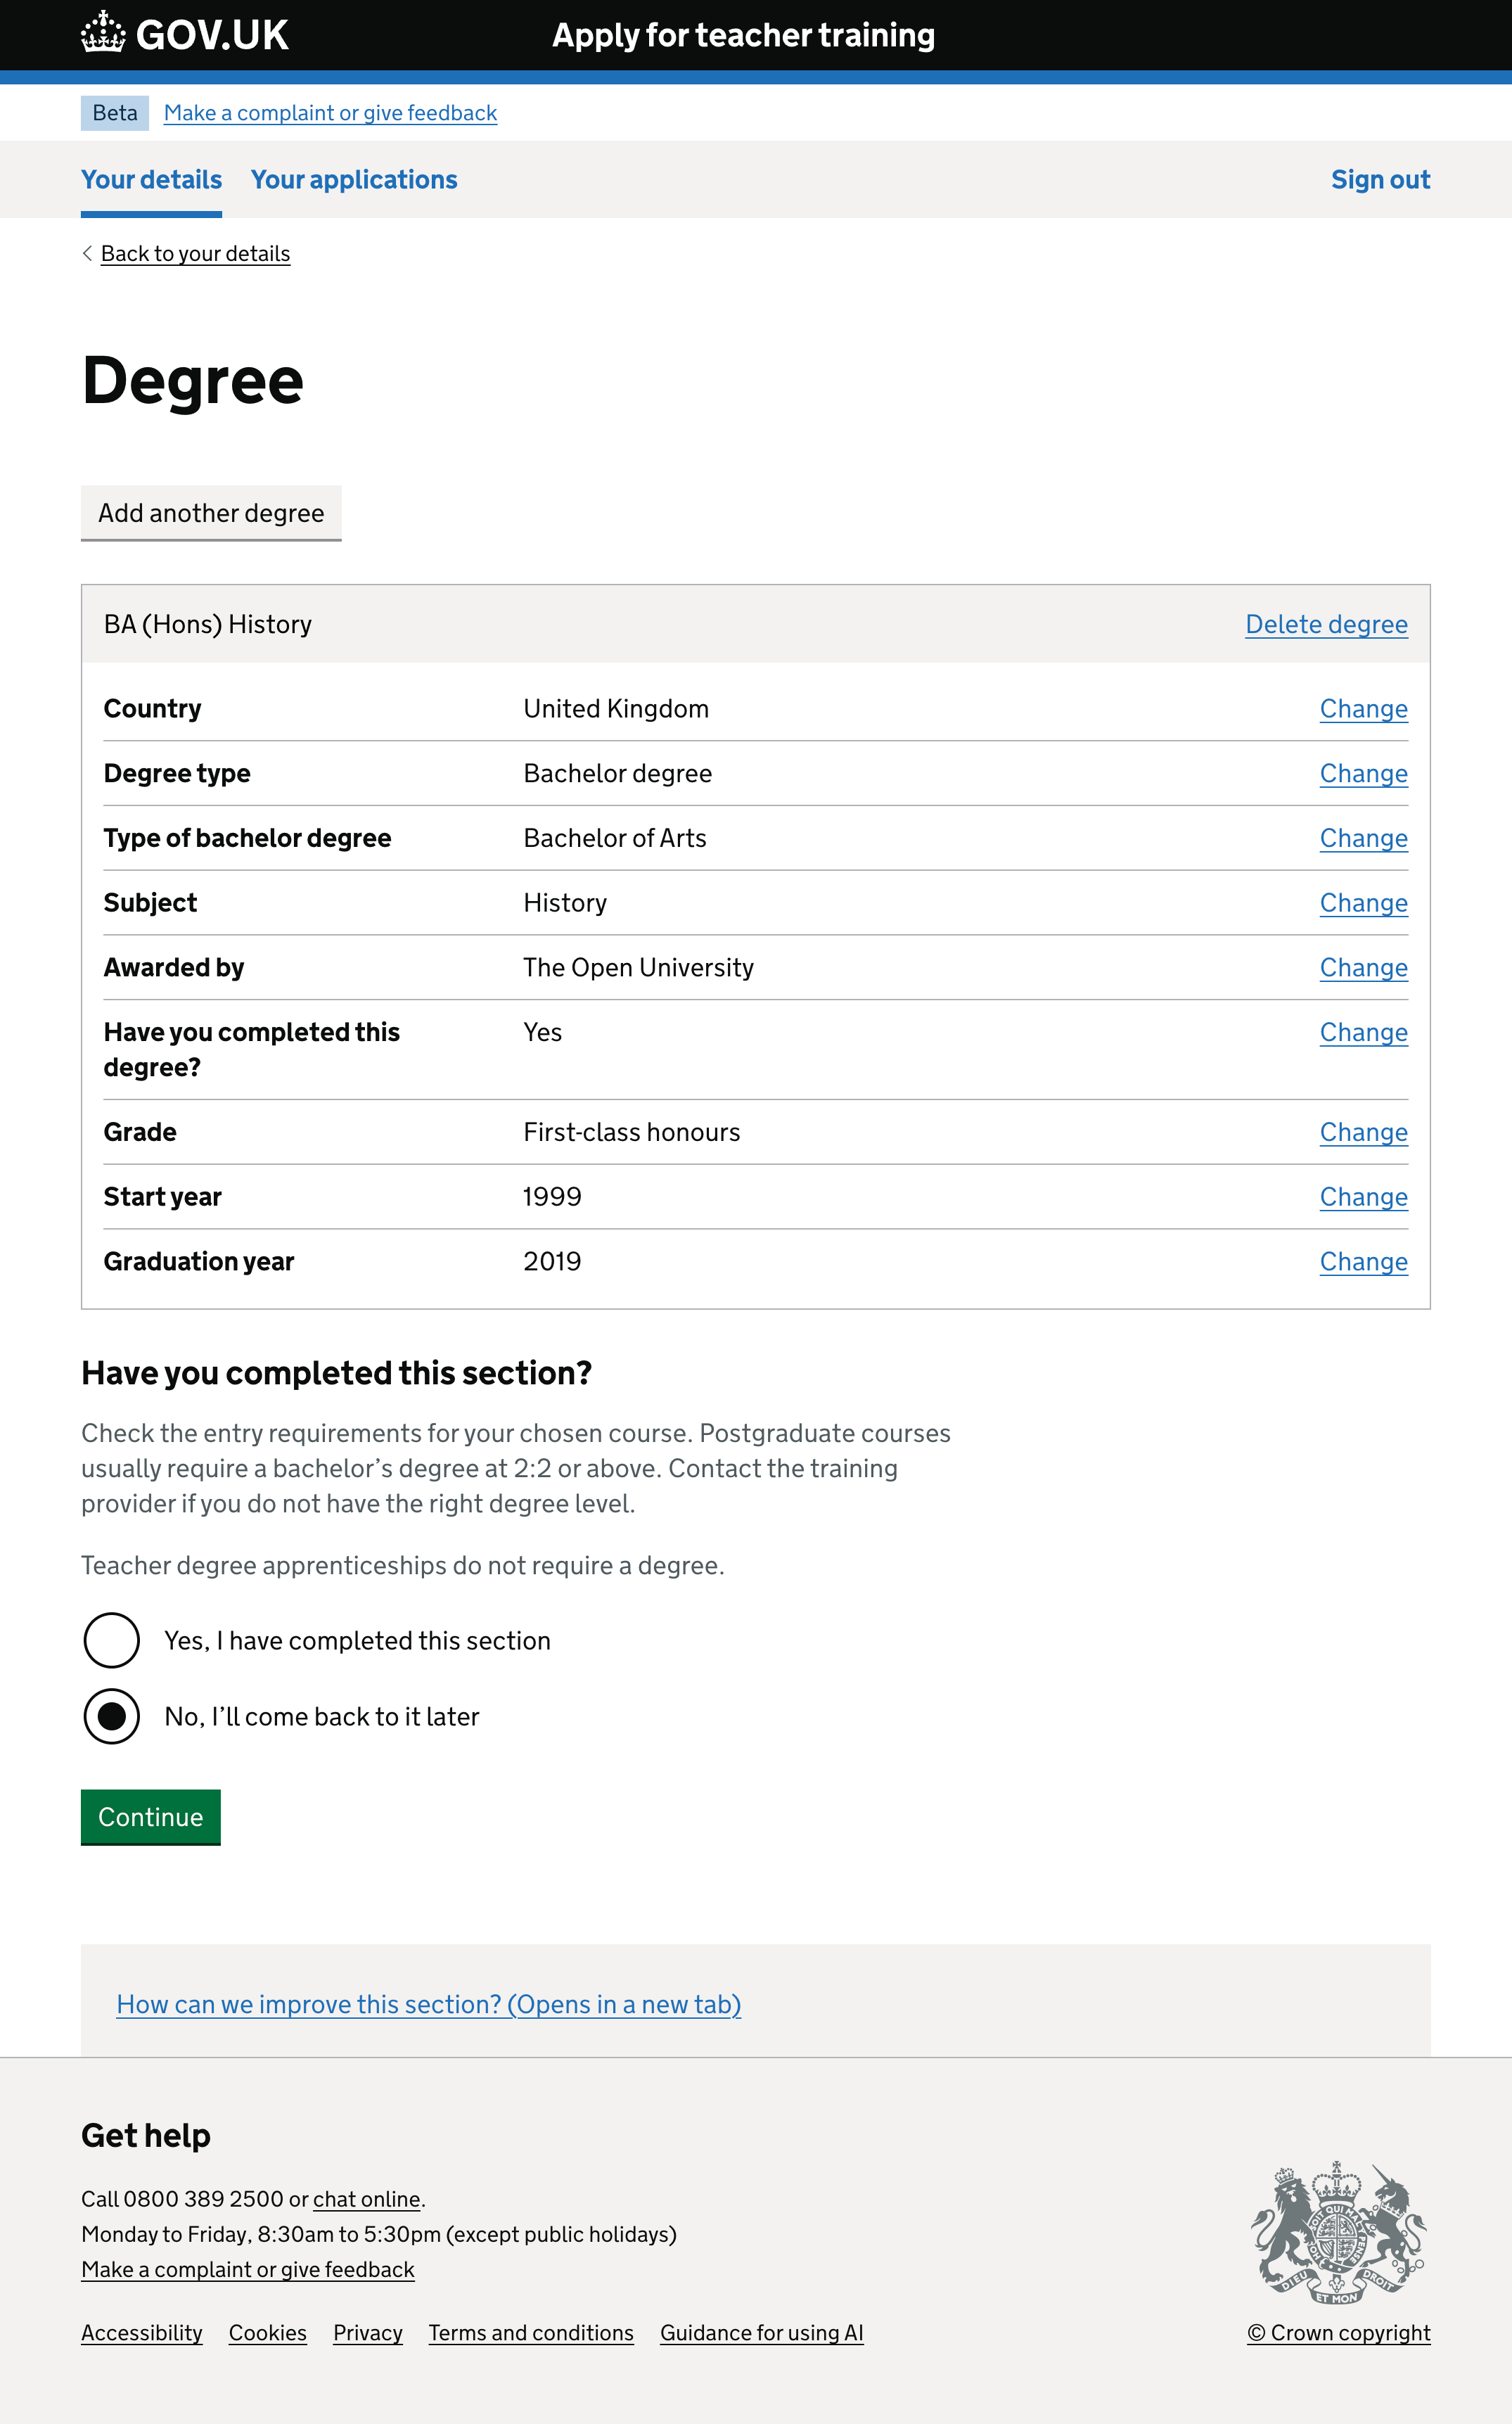 GOV.UK
Apply for teacher training
Beta
Make a complaint or give feedback
Your details
Your applications
Sign out
Back to your details
Degree
Add another degree
BA (Hons) History
Delete degree
Country
United Kingdom
Change
Degree type
Bachelor degree
Change
Type of bachelor degree
Bachelor of Arts
Change
Subject
History
Change
Awarded by
The Open University
Change
Have you completed this
degree?
Yes
Change
Grade
First-class honours
Change
Start year
1999
Change
Graduation year
2019
Change
Have you completed this section?
Check the entry requirements for your chosen course. Postgraduate courses
usually require a bachelor’s degree at 2:2 or above. Contact the training
provider if you do not have the right degree level.
Teacher degree apprenticeships do not require a degree.
Yes, I have completed this section
No, I’ll come back to it later
Continue
How can we improve this section? (Opens in a new tab)
Get help
Call 0800 389 2500 or chat online.
Monday to Friday, 8:30am to 5:30pm (except public holidays)
Make a complaint or give feedback
DIEU ET MON DROIT
Accessibility
Cookies
Privacy
Terms and conditions
Guidance for using AI
© Crown copyright